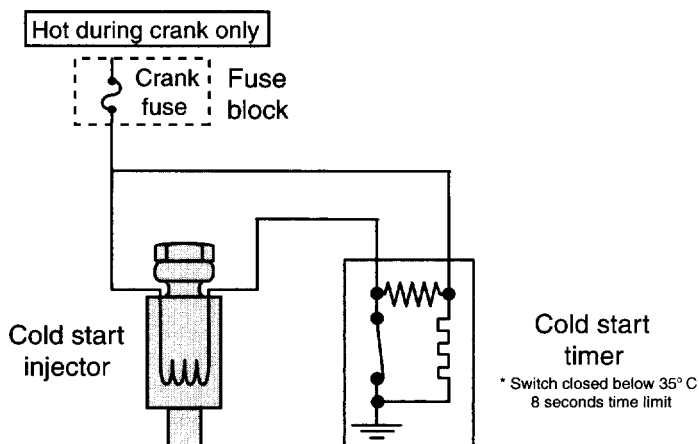 Hot during crank only
Crank
fuse
Fuse
block
Cold start
injector
Cold start
timer
* Switch closed below 35° C
8 seconds time limit